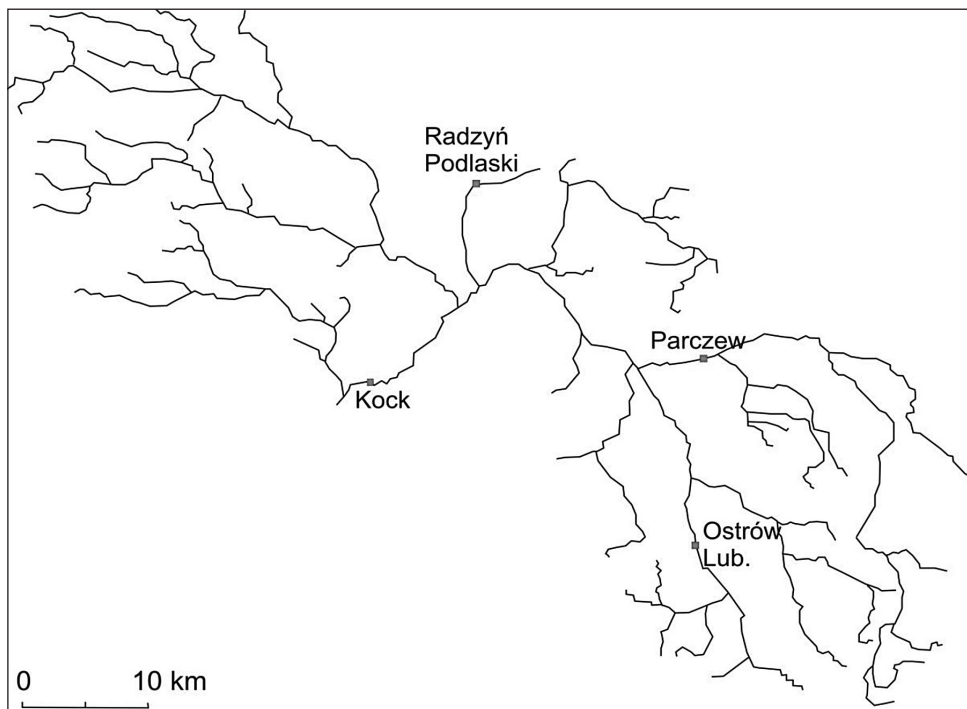 Radzyń
Podlaski
Parczew
Kock
Ostrów
Lub.
0 10 km